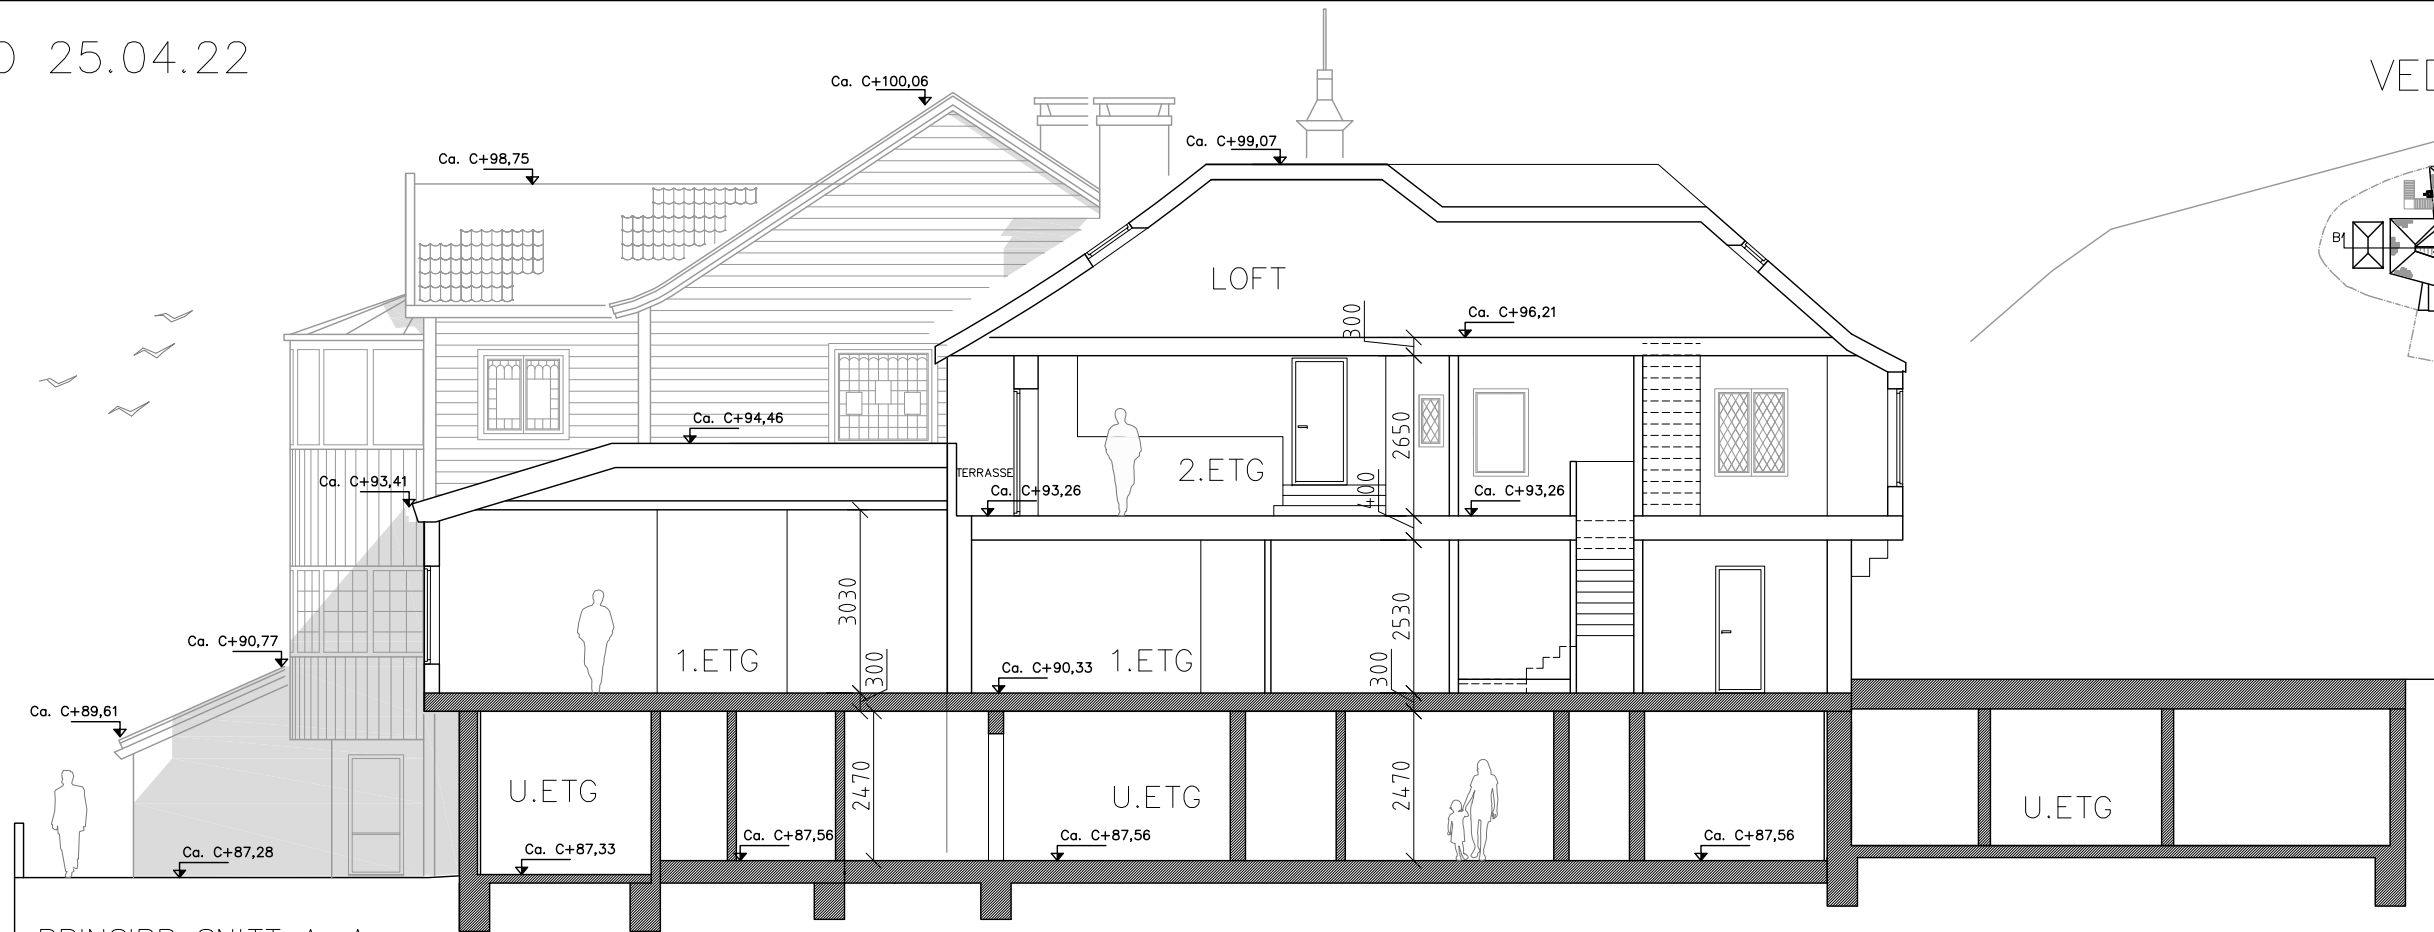 25.04.22
VED
Ca. C+100,06
Ca. C+99,07
Ca. C+98,75
B1
LOFT
300
Ca. C+96,21
Ca. C+94,46
2650
TERRASSE
2.ETG
400
Ca. C+93,41
Ca. C+93,26
Ca. C+93,26
3030
2530
Ca. C+90,77
1.ETG
300
Ca. C+90,33
1.ETG
300
Ca. C+89,61
U.ETG
2470
U.ETG
2470
U.ETG
Ca. C+87,56
Ca. C+87,56
Ca. C+87,56
Ca. C+87,28
Ca. C+87,33